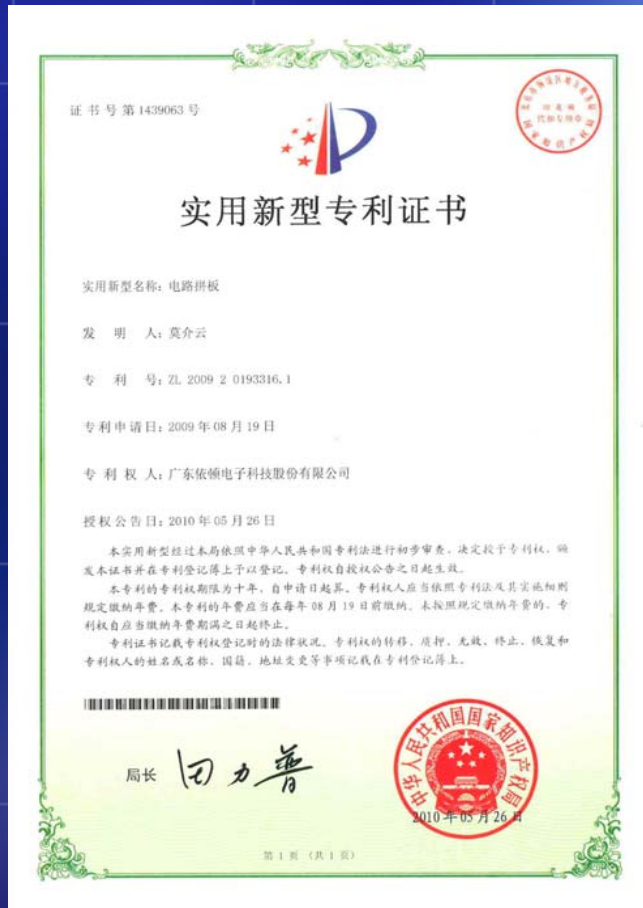 证书号第1439063号
实用新型专利证书
实用新型名称：电路拼板
发明人：莫介云
专利号：ZL 2009 2 0193316.1
专利申请日：2009年08月19日
专利权人：广东依顿电子科技股份有限公司
授权公告日：2010年05月26日
本实用新型经过本局依照中华人民共和国专利法进行初步审查，决定授予专利权，颁
发本证书并在专利登记簿上予以登记。专利权自授权公告之日起生效。
本专利的专利权期限为十年，自申请日起算。专利权人应当依照专利法及其实施细则
规定缴纳年费。本专利的年费应当在每年08月19日前缴纳。未按照规定缴纳年费的，专
利权自应当缴纳年费期满之日起终止。
专利证书记载专利权登记时的法律状况。专利权的转移、质押、无效、终止、恢复和
专利权人的姓名或名称、国籍、地址变更等事项记载在专利登记簿上。
局长 田力普
中华人民共和国国家知识产权局
2010年05月26日
第1页（共1页）